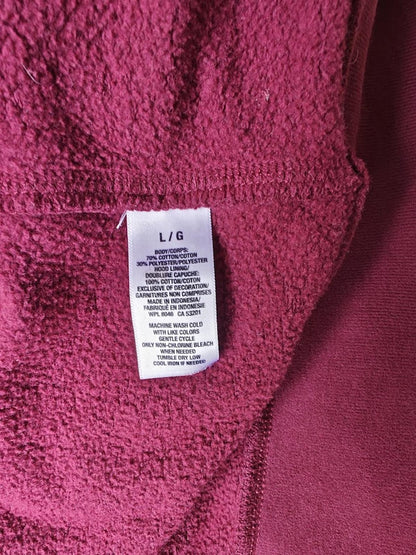 L / G
BODY/CORPS:
70% COTTON/COTON
30% POLYESTER/POLYESTER
HOOD LINING/
DOUBLURE CAPUCHE:
100% COTTON/COTON
EXCLUSIVE OF DECORATION/
GARNITURES NON COMPRISES
MADE IN INDONESIA/
FABRIQUÉ EN INDONESIE
WPL 8046 CA 53201
MACHINE WASH COLD
WITH LIKE COLORS
GENTLE CYCLE
ONLY NON-CHLORINE BLEACH
WHEN NEEDED
TUMBLE DRY LOW
COOL IRON IF NEEDED